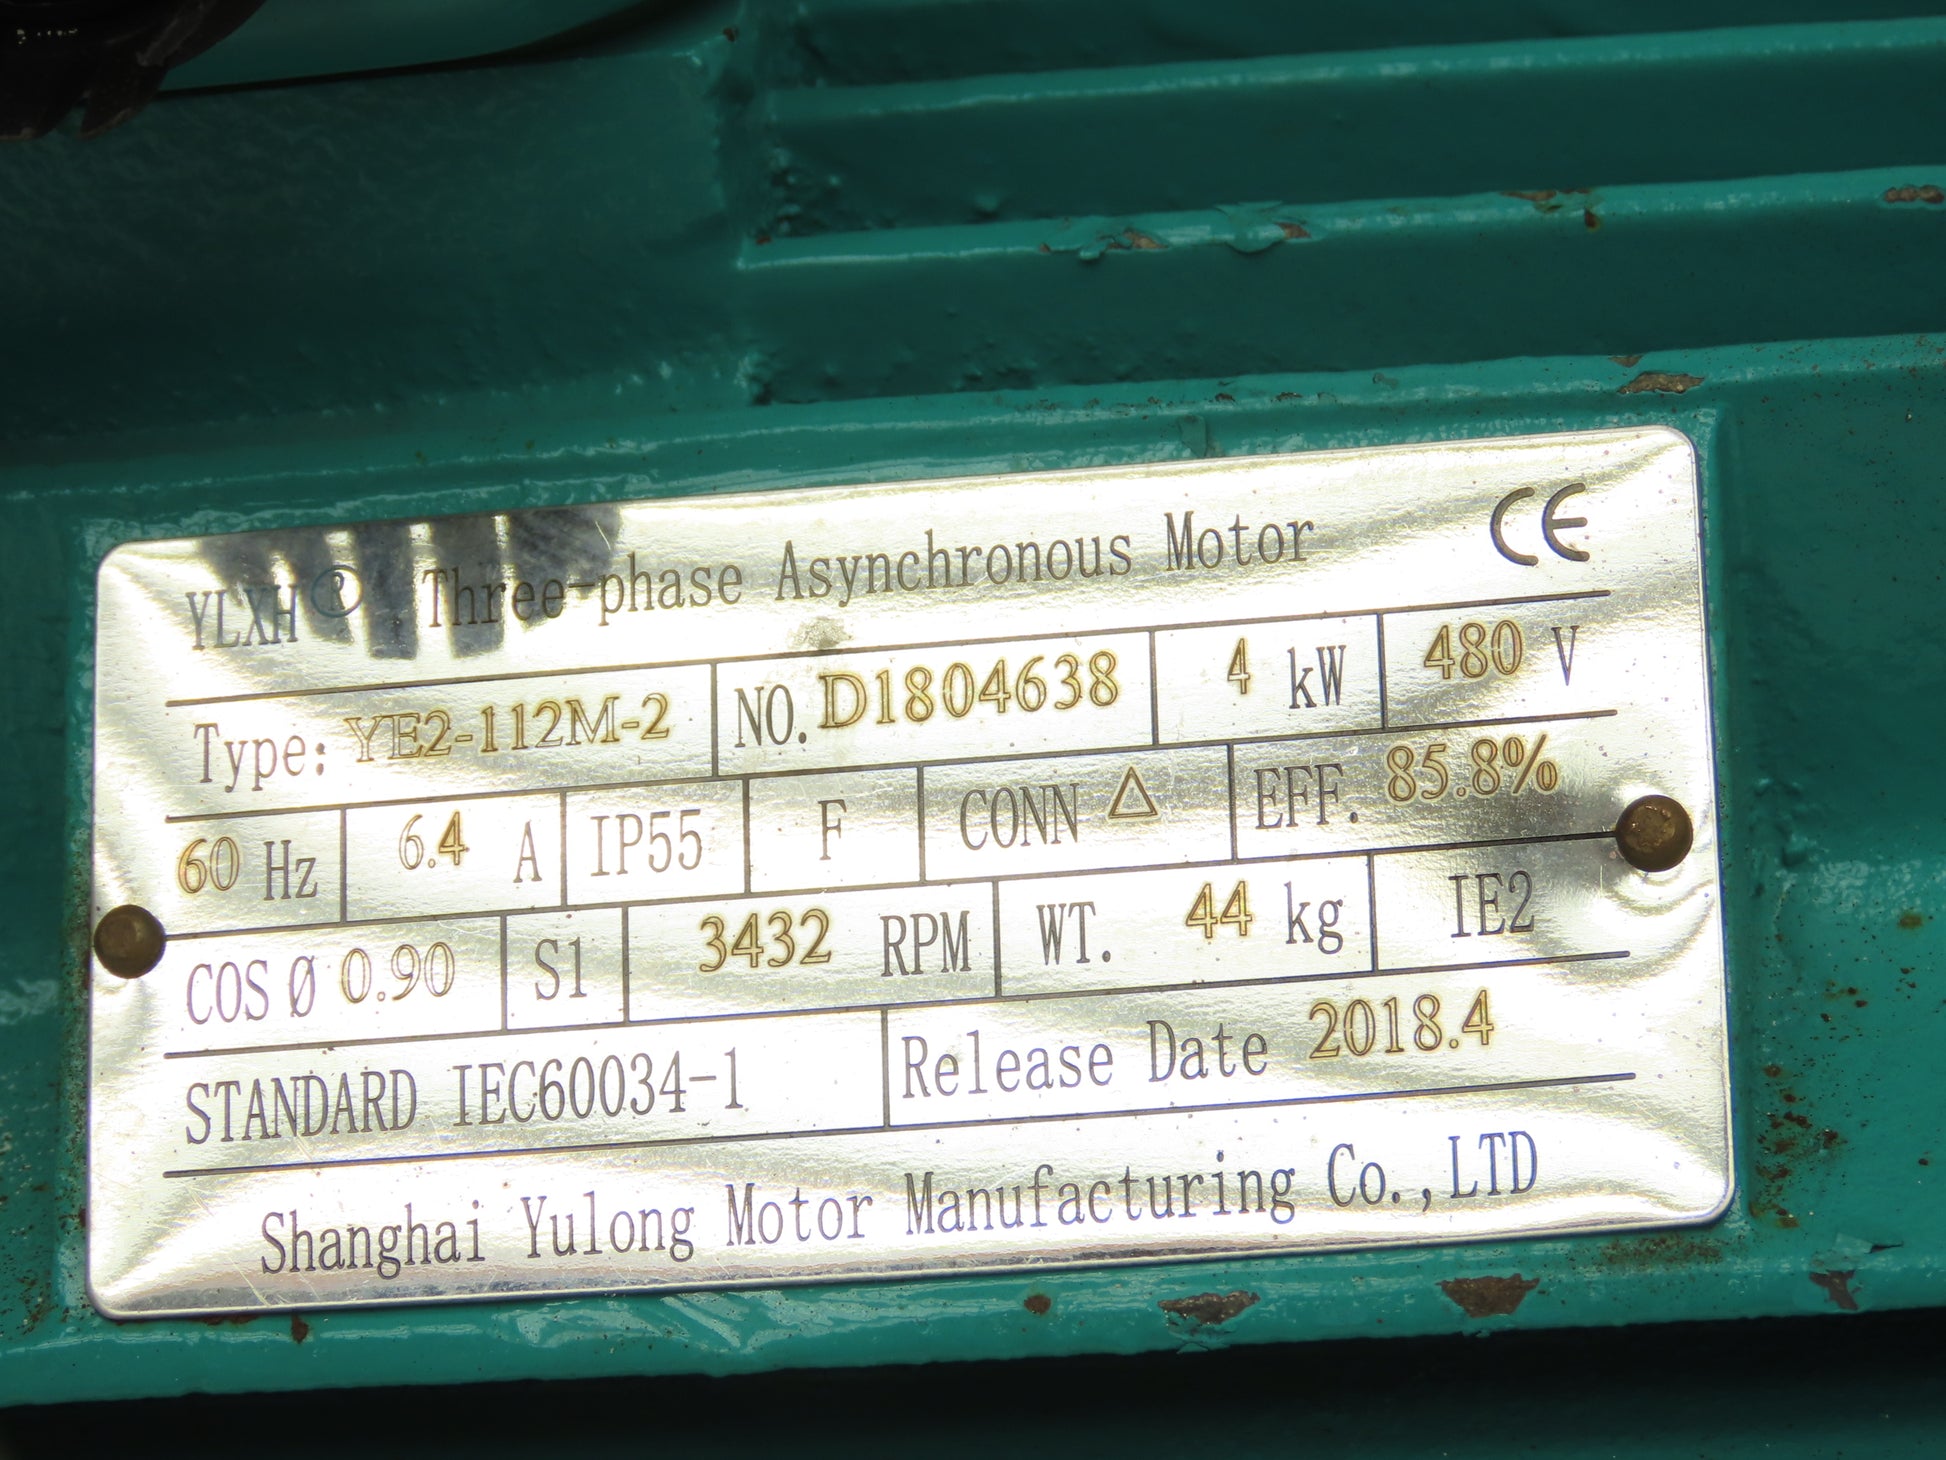 YLXH® Three-phase Asynchronous Motor CE
Type: YE2-112M-2 NO. D1804638 4 kW 480 V
60 Hz 6.4 A IP55 F CONN △ EFF. 85.8%
COS Ø 0.90 S1 3432 RPM WT. 44 kg IE2
STANDARD IEC60034-1 Release Date 2018.4
Shanghai Yulong Motor Manufacturing Co.,LTD